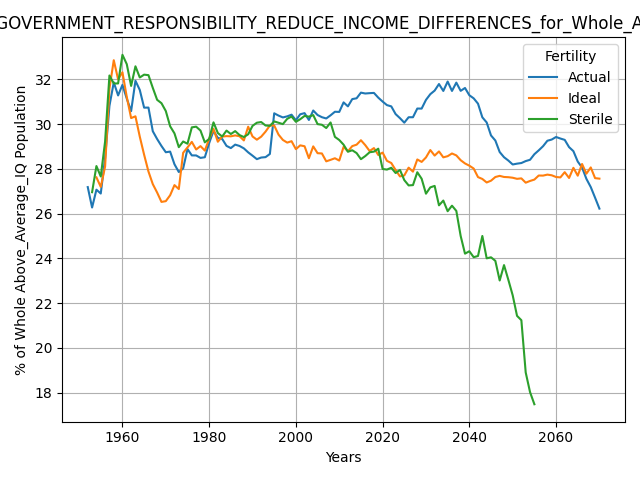 GOVERNMENT_RESPONSIBILITY_REDUCE_INCOME_DIFFERENCES_for_Whole_A
Fertility
Actual
Ideal
Sterile
% of Whole Above_Average_IQ Population
32
30
28
26
24
22
20
18
1960 1980 2000 2020 2040 2060
Years